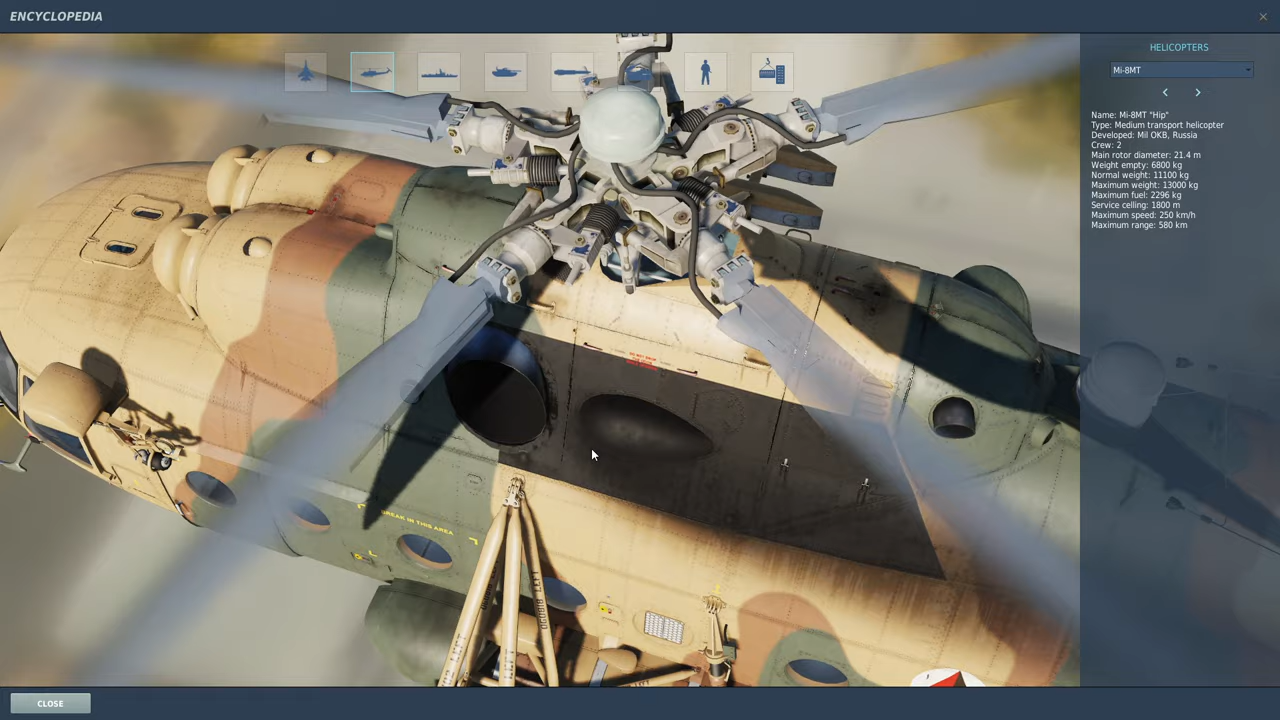 ENCYCLOPEDIA
HELICOPTERS
Mi-8MT
Name: Mi-8MT "Hip"
Type: Medium transport helicopter
Developed: Mil OKB, Russia
Crew: 2
Main rotor diameter: 21.4 m
Weight empty: 6800 kg
Normal weight: 11100 kg
Maximum weight: 13000 kg
Maximum fuel: 2296 kg
Service celling: 1800 m
Maximum speed: 250 km/h
Maximum range: 580 km
BREAK IN THIS AREA
CLOSE